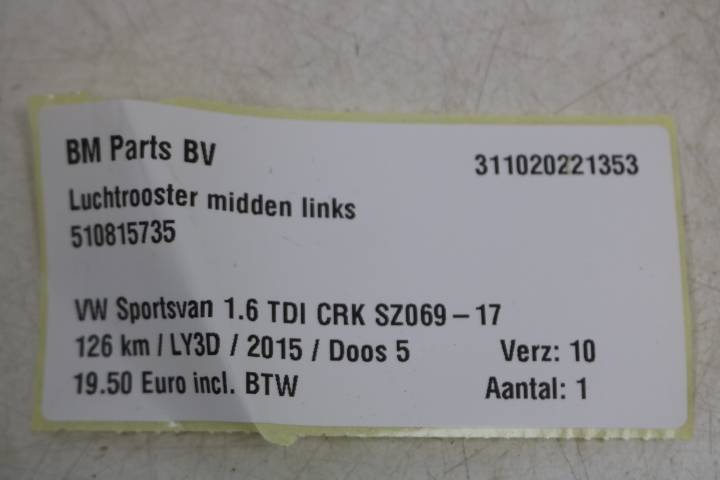 BM Parts BV
311020221353
Luchtrooster midden links
510815735
VW Sportsvan 1.6 TDI CRK SZ069-17
126 km / LY3D / 2015 / Doos 5 Verz: 10
19.50 Euro incl. BTW Aantal: 1